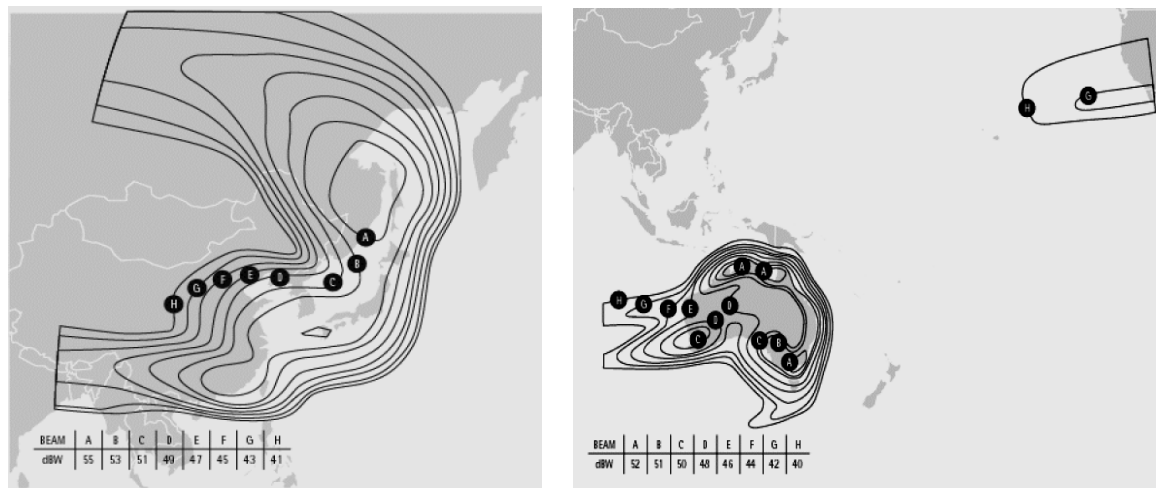 A
B
C
D
E
F
G
H
BEAM A B C D E F G H
dBW 55 53 51 49 47 45 43 41
H
G
A A
H G F E D
D
C C B
A
BEAM A B C D E F G H
dBW 52 51 50 48 46 44 42 40